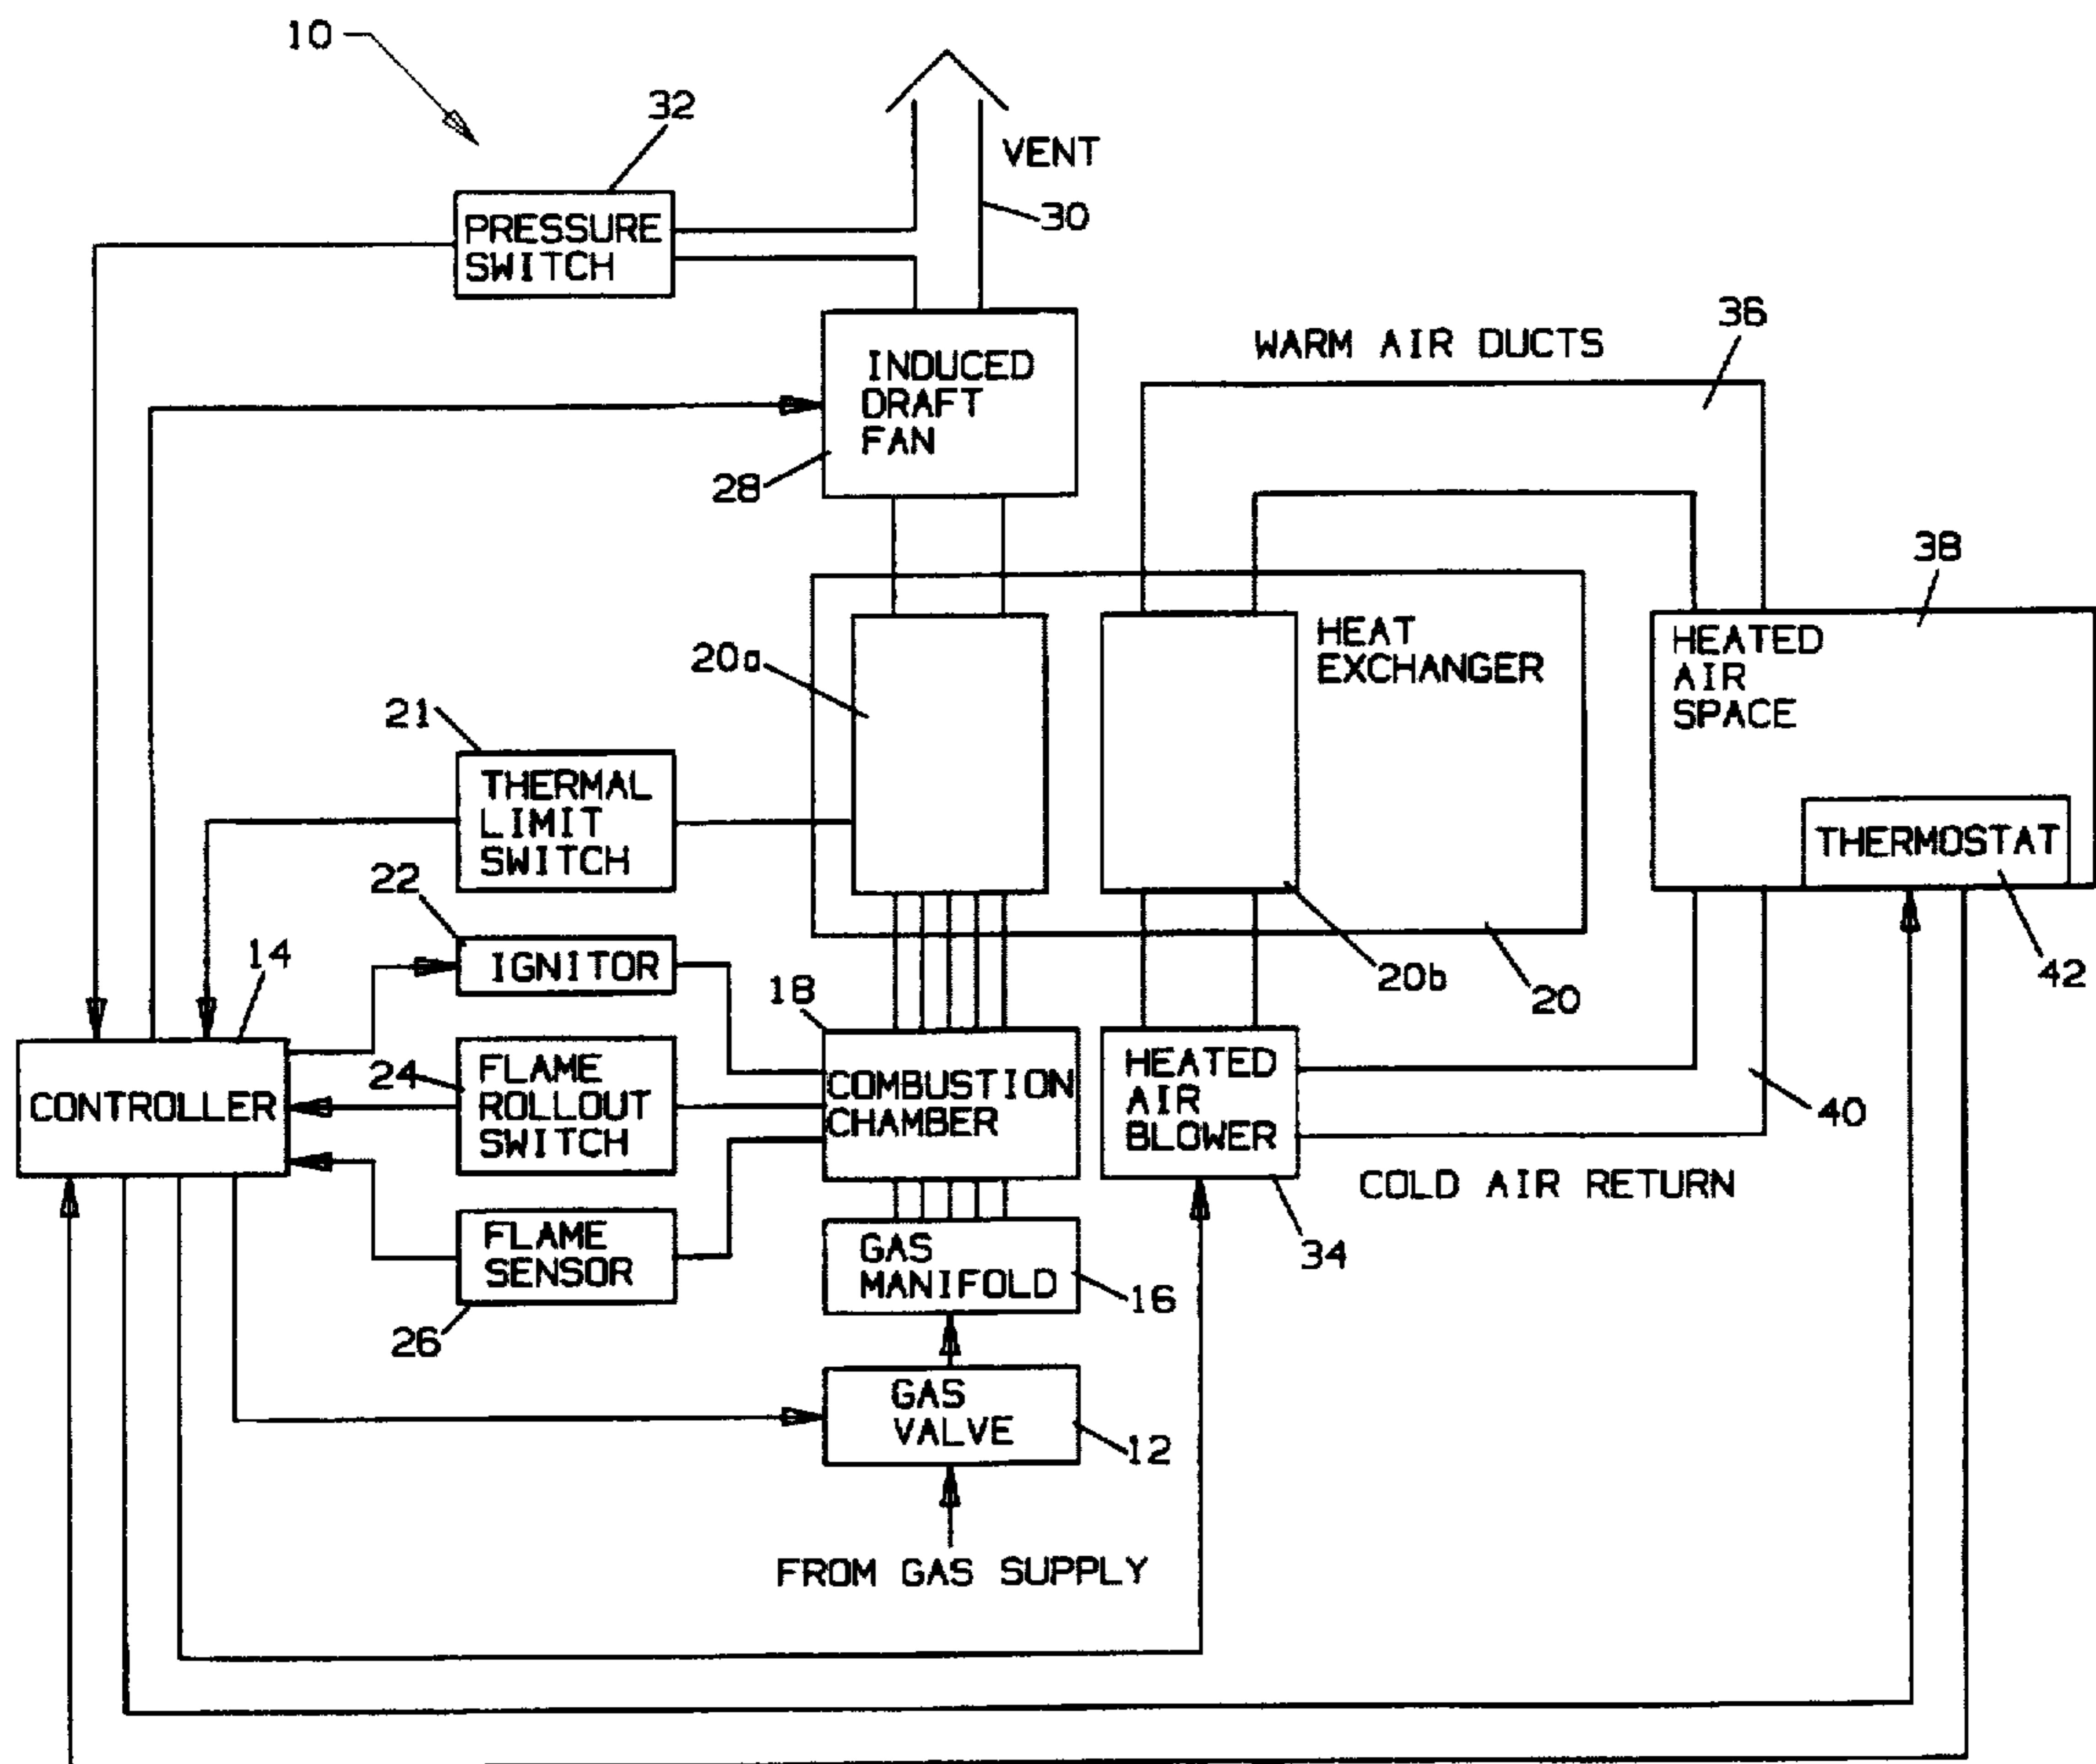 10
32
VENT
30
PRESSURE
SWITCH
36
WARM AIR DUCTS
INDUCED
DRAFT
FAN
28
38
20a
HEAT
EXCHANGER
HEATED
AIR
SPACE
21
THERMAL
LIMIT
SWITCH
THERMOSTAT
22
14
IGNITOR
18
20b
20
42
24
FLAME
ROLLOUT
SWITCH
CONTROLLER
COMBUSTION
CHAMBER
HEATED
AIR
BLOWER
40
COLD AIR RETURN
FLAME
SENSOR
GAS
MANIFOLD
34
16
26
GAS
VALVE
12
FROM GAS SUPPLY